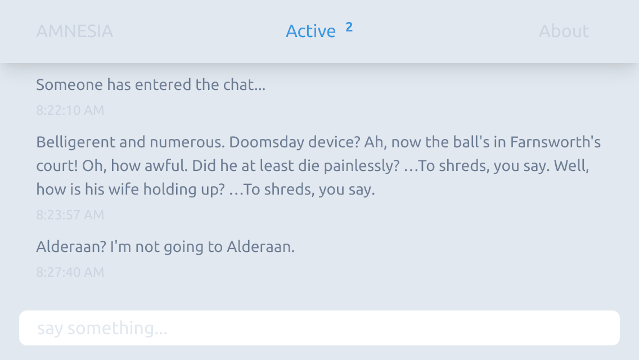 AMNESIA Active 2 About
Someone has entered the chat...
8:22:10 AM
Belligerent and numerous. Doomsday device? Ah, now the ball's in Farnsworth's
court! Oh, how awful. Did he at least die painlessly? …To shreds, you say. Well,
how is his wife holding up? …To shreds, you say.
8:23:57 AM
Alderaan? I'm not going to Alderaan.
8:27:40 AM
say something...